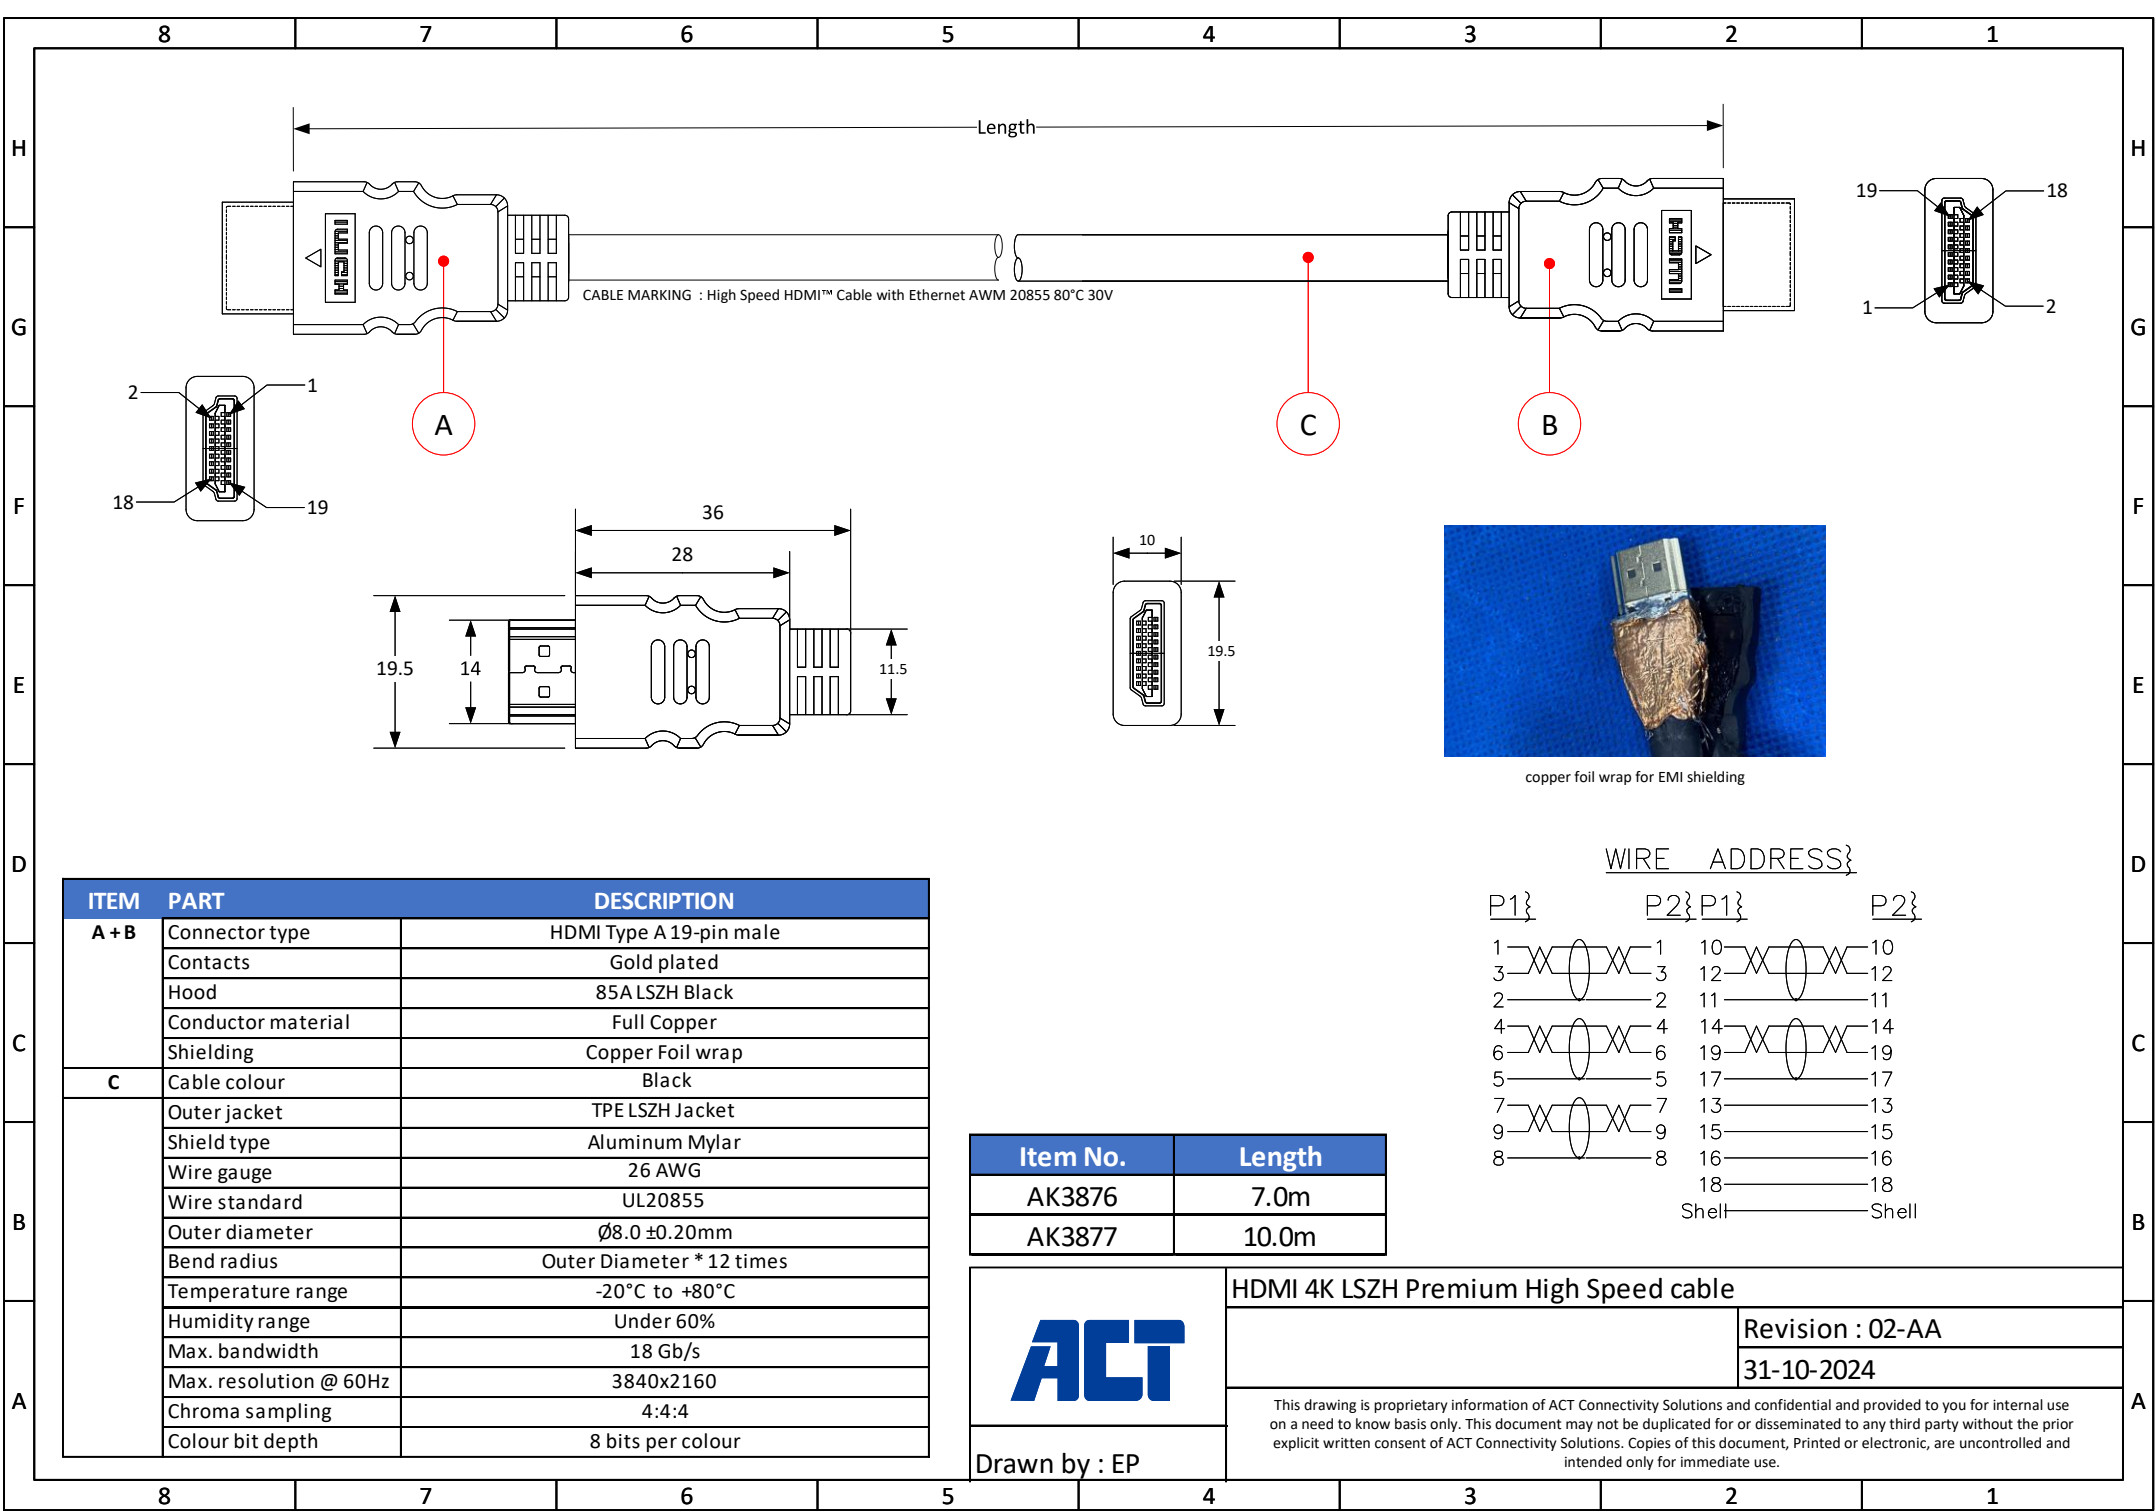 8 7 6 5 4 3 2 1
H H
G G
F F
E E
D D
C C
B B
A A
Length
HDMI HDMI
CABLE MARKING : High Speed HDMI™ Cable with Ethernet AWM 20855 80°C 30V
19 18
1 2
2 1
18 19
A C B
36
28
19.5 14 11.5
10
19.5
copper foil wrap for EMI shielding
WIRE ADDRESS}
P1} P2} P1} P2}
1 1 10 10
3 3 12 12
2 2 11 11
4 4 14 14
6 6 19 19
5 5 17 17
7 7 13 13
9 9 15 15
8 8 16 16
18 18
Shell Shell
ITEM PART DESCRIPTION
A + B Connector type HDMI Type A 19-pin male
Contacts Gold plated
Hood 85A LSZH Black
Conductor material Full Copper
Shielding Copper Foil wrap
C Cable colour Black
Outer jacket TPE LSZH Jacket
Shield type Aluminum Mylar
Wire gauge 26 AWG
Wire standard UL20855
Outer diameter Ø8.0 ±0.20mm
Bend radius Outer Diameter * 12 times
Temperature range -20°C to +80°C
Humidity range Under 60%
Max. bandwidth 18 Gb/s
Max. resolution @ 60Hz 3840x2160
Chroma sampling 4:4:4
Colour bit depth 8 bits per colour
Item No. Length
AK3876 7.0m
AK3877 10.0m
ACT
HDMI 4K LSZH Premium High Speed cable
Revision : 02-AA
31-10-2024
Drawn by : EP
This drawing is proprietary information of ACT Connectivity Solutions and confidential and provided to you for internal use
on a need to know basis only. This document may not be duplicated for or disseminated to any third party without the prior
explicit written consent of ACT Connectivity Solutions. Copies of this document, Printed or electronic, are uncontrolled and
intended only for immediate use.
8 7 6 5 4 3 2 1